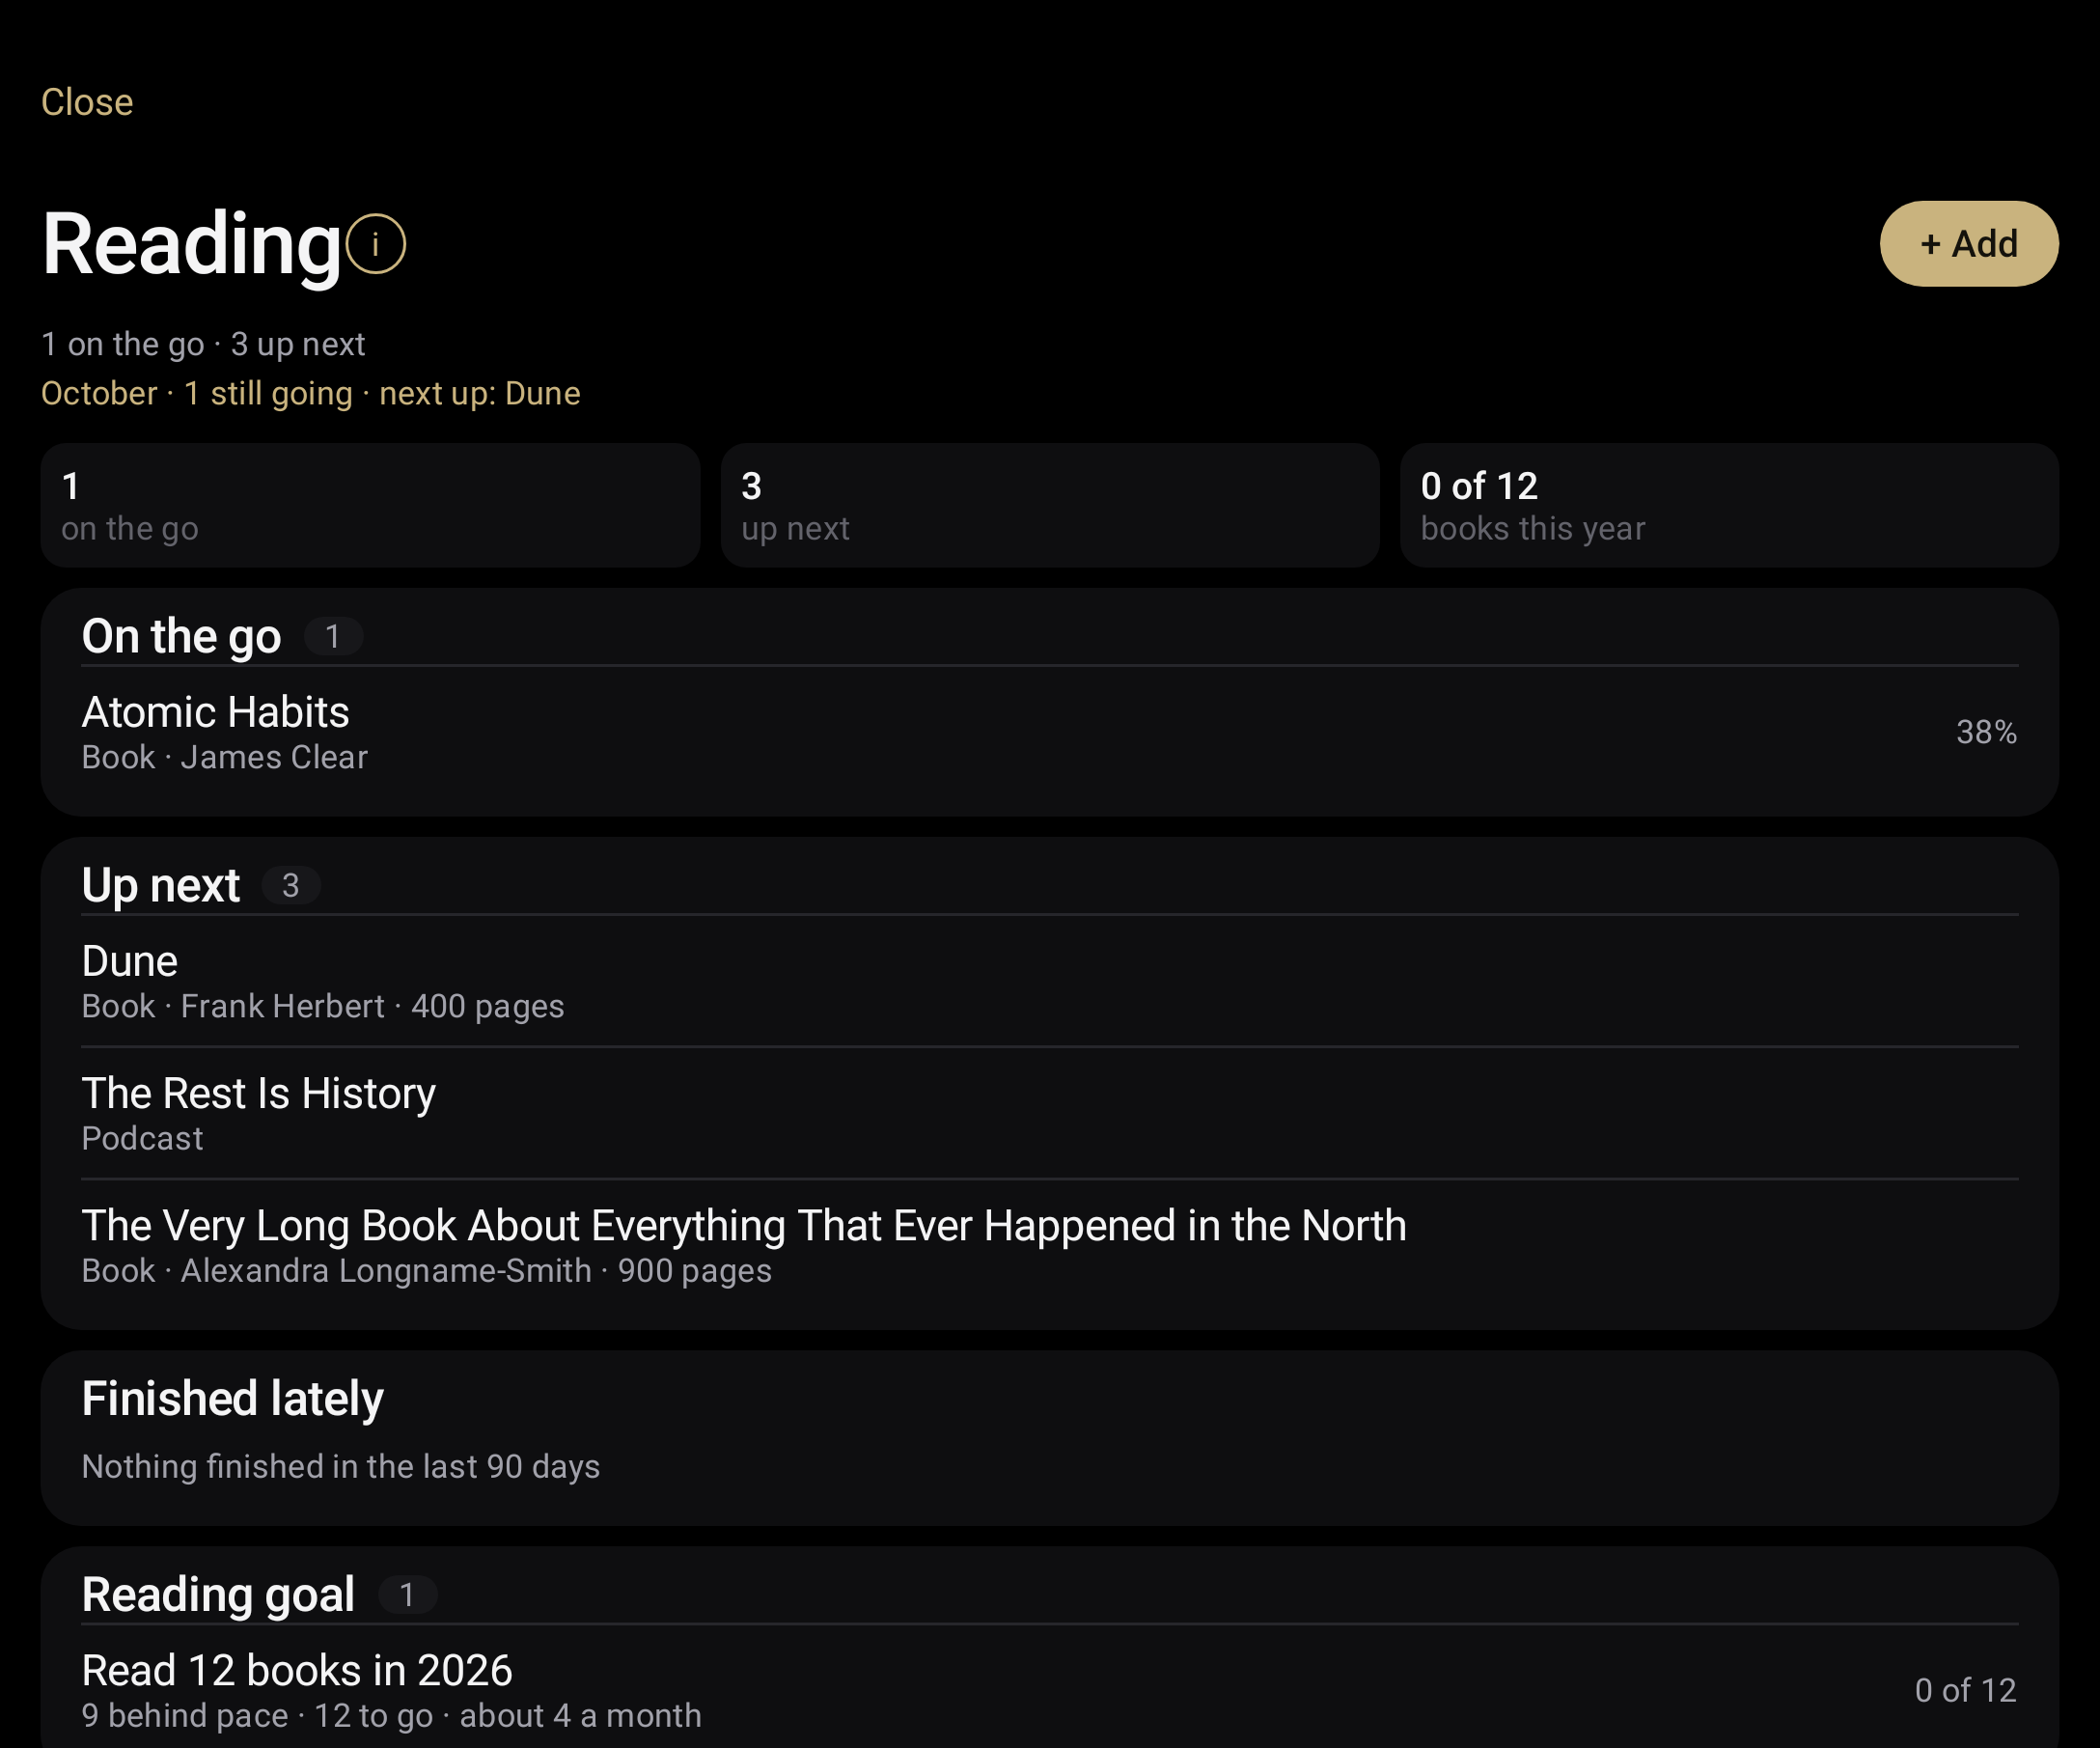 Close
Reading i
+ Add
1 on the go · 3 up next
October · 1 still going · next up: Dune
1
on the go
3
up next
0 of 12
books this year
On the go 1
Atomic Habits
Book · James Clear
38%
Up next 3
Dune
Book · Frank Herbert · 400 pages
The Rest Is History
Podcast
The Very Long Book About Everything That Ever Happened in the North
Book · Alexandra Longname-Smith · 900 pages
Finished lately
Nothing finished in the last 90 days
Reading goal 1
Read 12 books in 2026
9 behind pace · 12 to go · about 4 a month
0 of 12